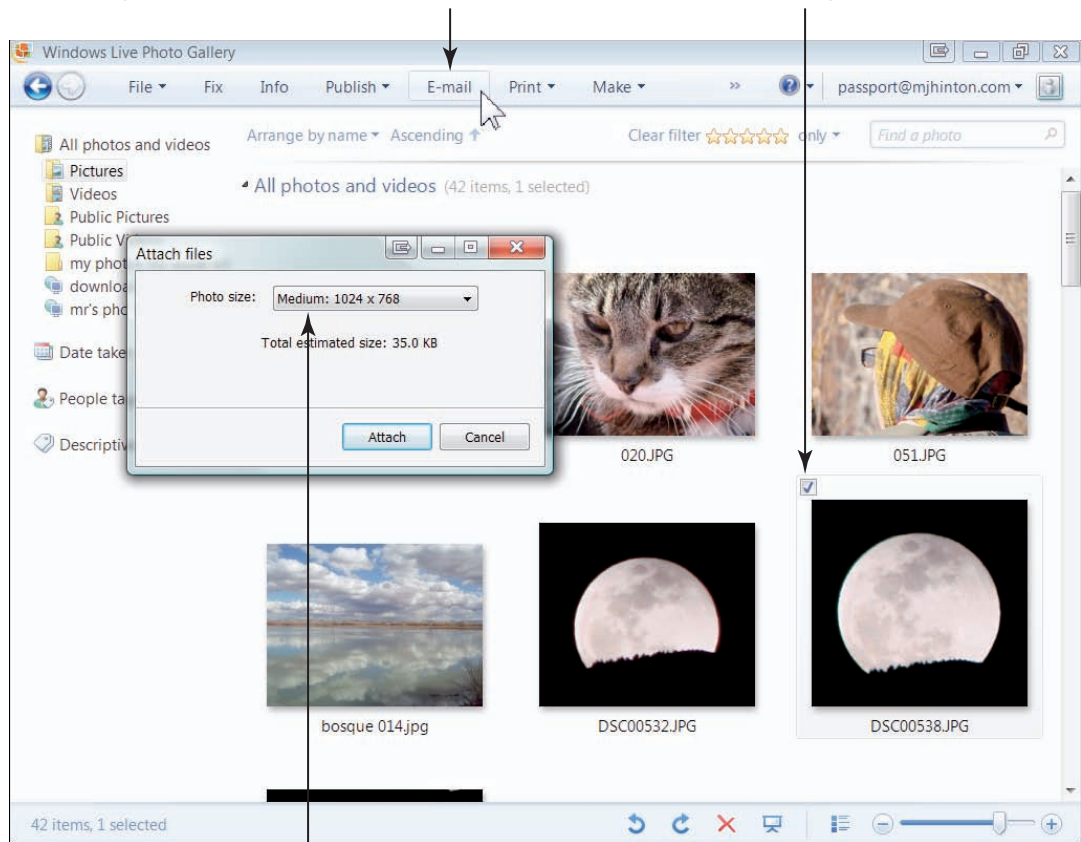 Windows Live Photo Gallery
File Fix Info Publish E-mail Print Make » passport@mjhinton.com
All photos and videos
Pictures
Videos
Public Pictures
Public
my
mr's
Date
People
Arrange by name Ascending Clear filter only Find a photo
All photos and videos (42 items, 1 selected)
Attach files
Photo size: Medium: 1024 x 768
Total estimated size: 35.0 KB
Attach Cancel
020.JPG 051.JPG
bosque 014.jpg DSC00532.JPG DSC00538.JPG
42 items, 1 selected